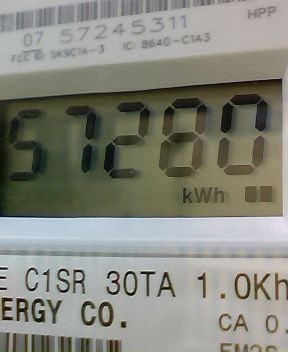 07 57245311 HPP
FCC ID: SK9C1A-3 IC: 864G-C1A3
57280
kWh
E C1SR 30TA 1.0Kh
ERGY CO.
CA 0.